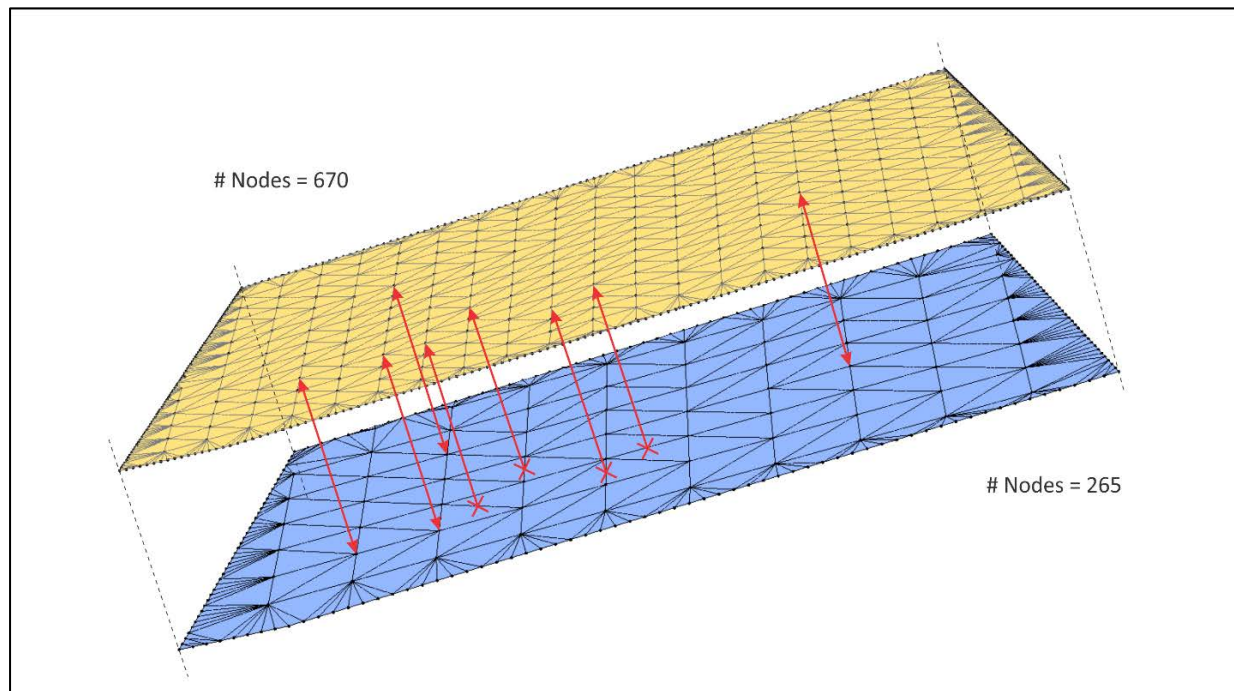 # Nodes = 670
# Nodes = 265